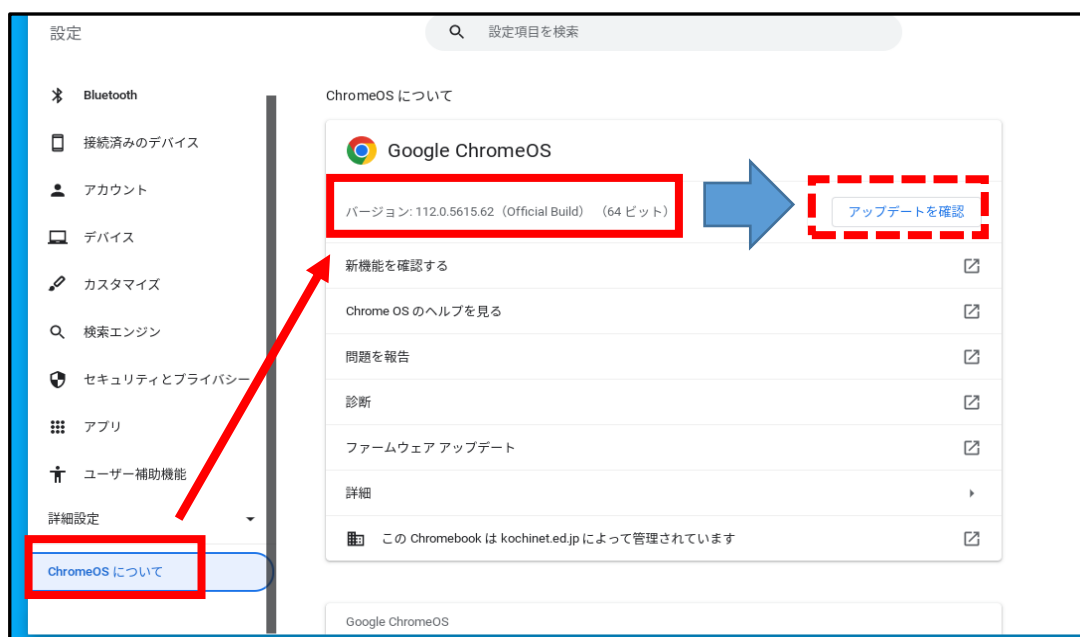 設定
設定項目を検索
Bluetooth
接続済みのデバイス
アカウント
デバイス
カスタマイズ
検索エンジン
セキュリティとプライバシー
アプリ
ユーザー補助機能
詳細設定
ChromeOS について
ChromeOS について
Google ChromeOS
バージョン: 112.0.5615.62（Official Build）（64 ビット）
アップデートを確認
新機能を確認する
Chrome OS のヘルプを見る
問題を報告
診断
ファームウェア アップデート
詳細
この Chromebook は kochinet.ed.jp によって管理されています
Google ChromeOS